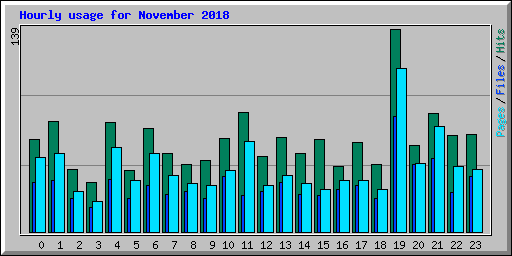 Hourly usage for November 2018
139
Pages/Files/Hits
0 1 2 3 4 5 6 7 8 9 10 11 12 13 14 15 16 17 18 19 20 21 22 23